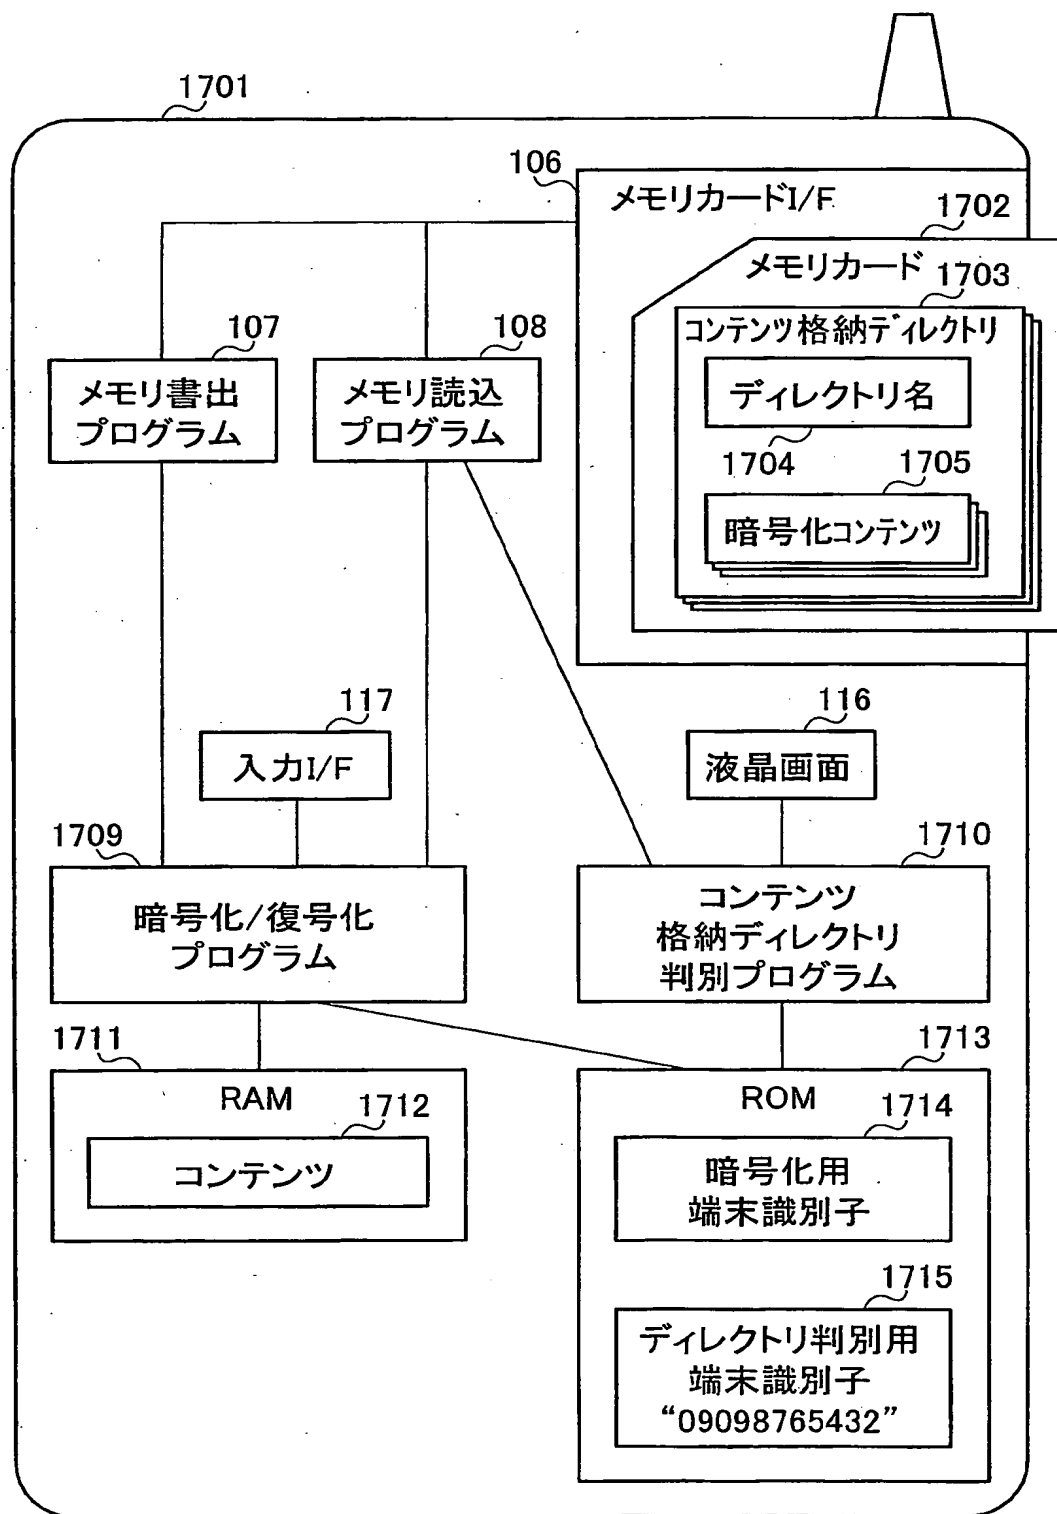 1701
106
メモリカードI/F
1702
メモリカード
1703
コンテンツ格納ディレクトリ
ディレクトリ名
1704
1705
暗号化コンテンツ
107
メモリ書出
プログラム
108
メモリ読込
プログラム
117
入力I/F
116
液晶画面
1709
暗号化/復号化
プログラム
1710
コンテンツ
格納ディレクトリ
判別プログラム
1711
RAM
1712
コンテンツ
1713
ROM
1714
暗号化用
端末識別子
1715
ディレクトリ判別用
端末識別子
“09098765432”